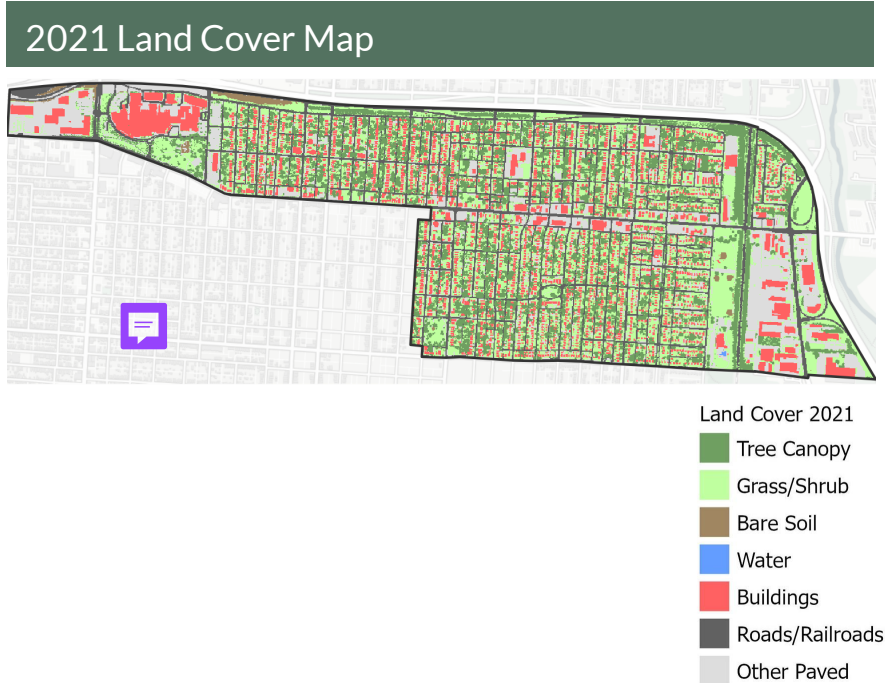 2021 Land Cover Map
Land Cover 2021
Tree Canopy
Grass/Shrub
Bare Soil
Water
Buildings
Roads/Railroads
Other Paved